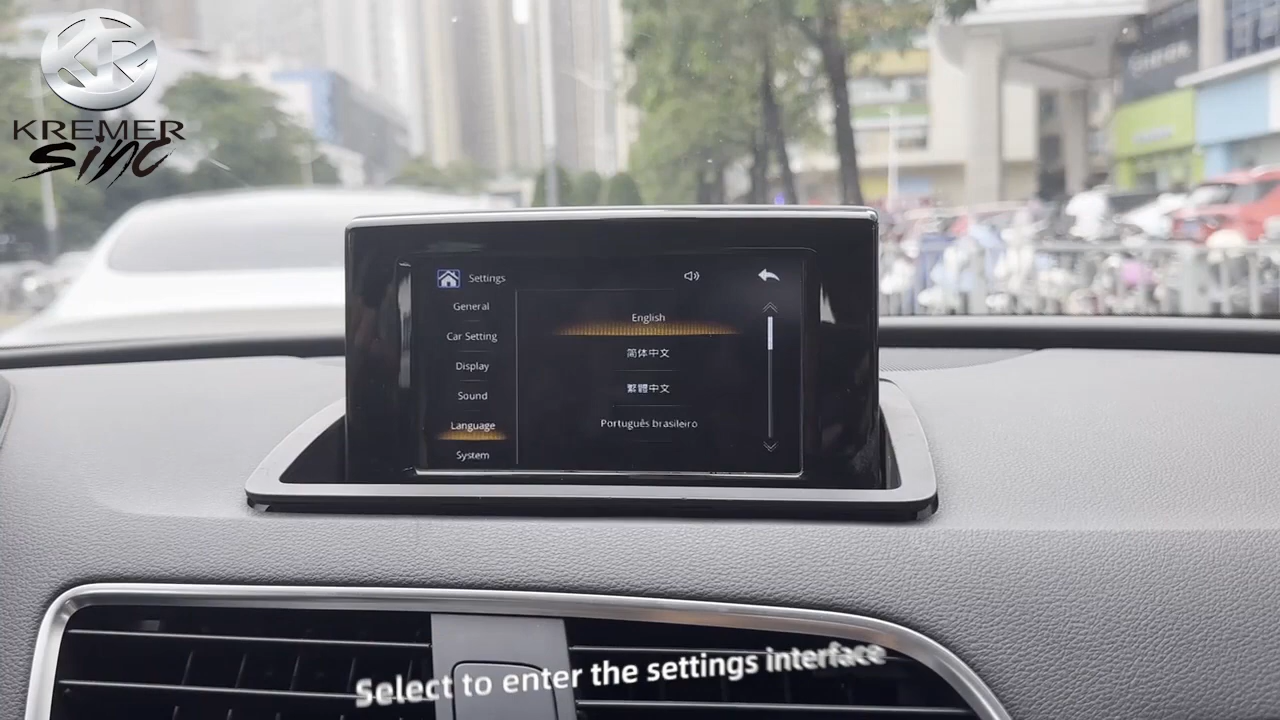 KR
KREMER
sinc
Settings
General
Car Setting
Display
Sound
Language
System
English
简体中文
繁體中文
Português brasileiro
Select to enter the settings interface